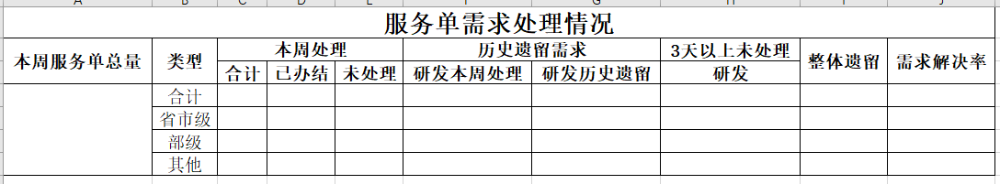 A B C D E F G H I J
服务单需求处理情况
本周服务单总量 类型 本周处理 历史遗留需求 3天以上未处理 整体遗留 需求解决率
合计 已办结 未处理 研发本周处理 研发历史遗留 研发
合计
省市级
部级
其他